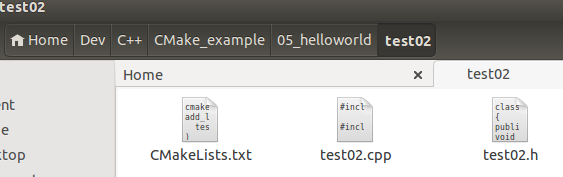 test02
Home Dev C++ CMake_example 05_helloworld test02
Home × test02
ent
e
ktop
cmake
add_l
tes
)
CMakeLists.txt
#incl
#incl
test02.cpp
class
{
publi
void
test02.h